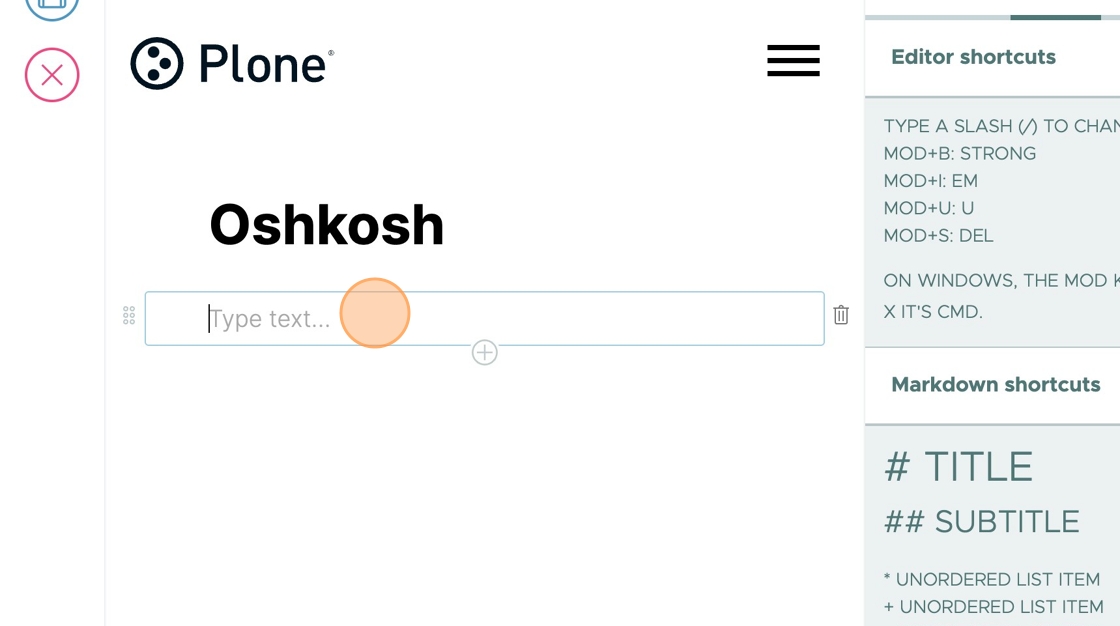 Plone®
Oshkosh
Type text...
Editor shortcuts
TYPE A SLASH (/) TO CHAN
MOD+B: STRONG
MOD+I: EM
MOD+U: U
MOD+S: DEL
ON WINDOWS, THE MOD K
X IT'S CMD.
Markdown shortcuts
# TITLE
## SUBTITLE
* UNORDERED LIST ITEM
+ UNORDERED LIST ITEM